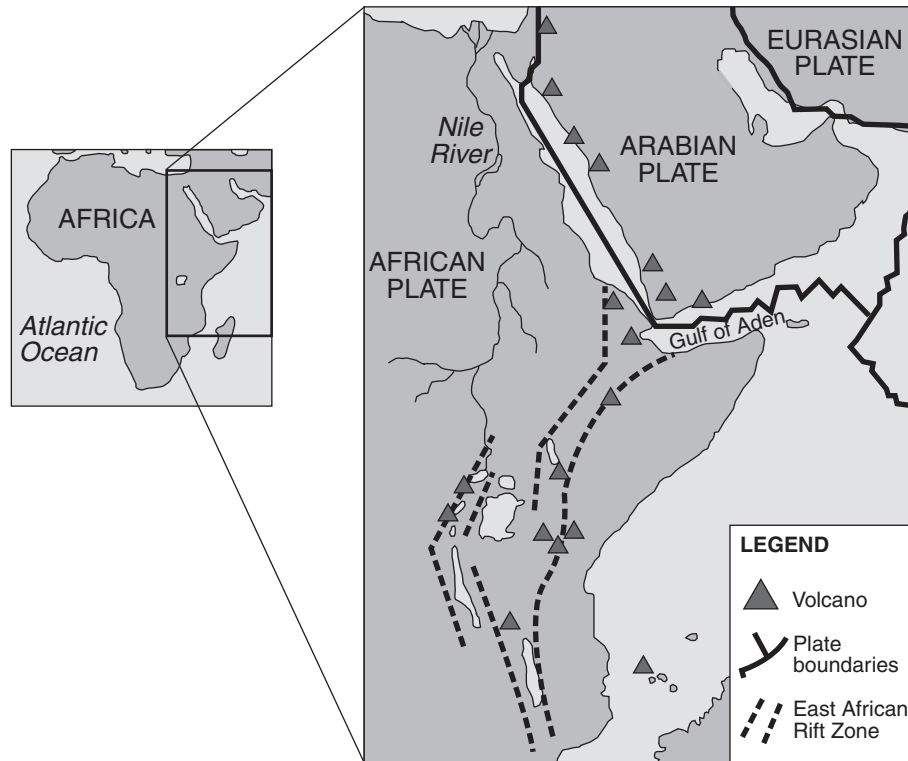 AFRICA
Atlantic
Ocean
EURASIAN
PLATE
Nile
River
ARABIAN
PLATE
AFRICAN
PLATE
Gulf of Aden
LEGEND
Volcano
Plate
boundaries
East African
Rift Zone